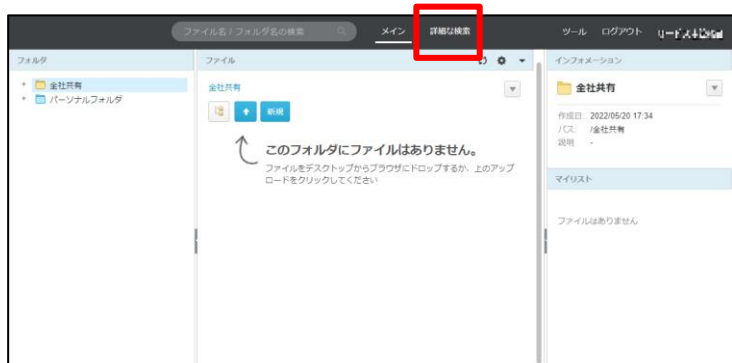 ファイル名 / フォルダ名の検索
メイン
詳細な検索
ツール
ログアウト
フォルダ
全社共有
パーソナルフォルダ
ファイル
全社共有
新規
このフォルダにファイルはありません。
ファイルをデスクトップからブラウザにドロップするか、上のアップ
ロードをクリックしてください
インフォメーション
全社共有
作成日: 2022/05/20 17:34
パス: /全社共有
説明 -
マイリスト
ファイルはありません